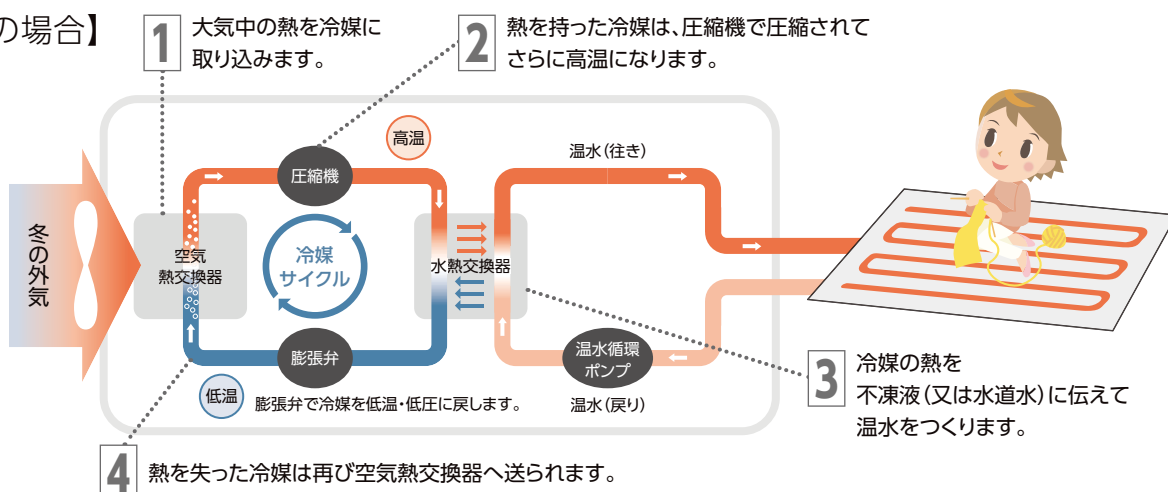 の場合】
1
大気中の熱を冷媒に
取り込みます。
2
熱を持った冷媒は、圧縮機で圧縮されて
さらに高温になります。
高温
温水(往き)
圧縮機
冬の外気
空気
熱交換器
冷媒
サイクル
水熱交換器
膨張弁
温水循環
ポンプ
低温
膨張弁で冷媒を低温・低圧に戻します。
温水(戻り)
3
冷媒の熱を
不凍液(又は水道水)に伝えて
温水をつくります。
4
熱を失った冷媒は再び空気熱交換器へ送られます。